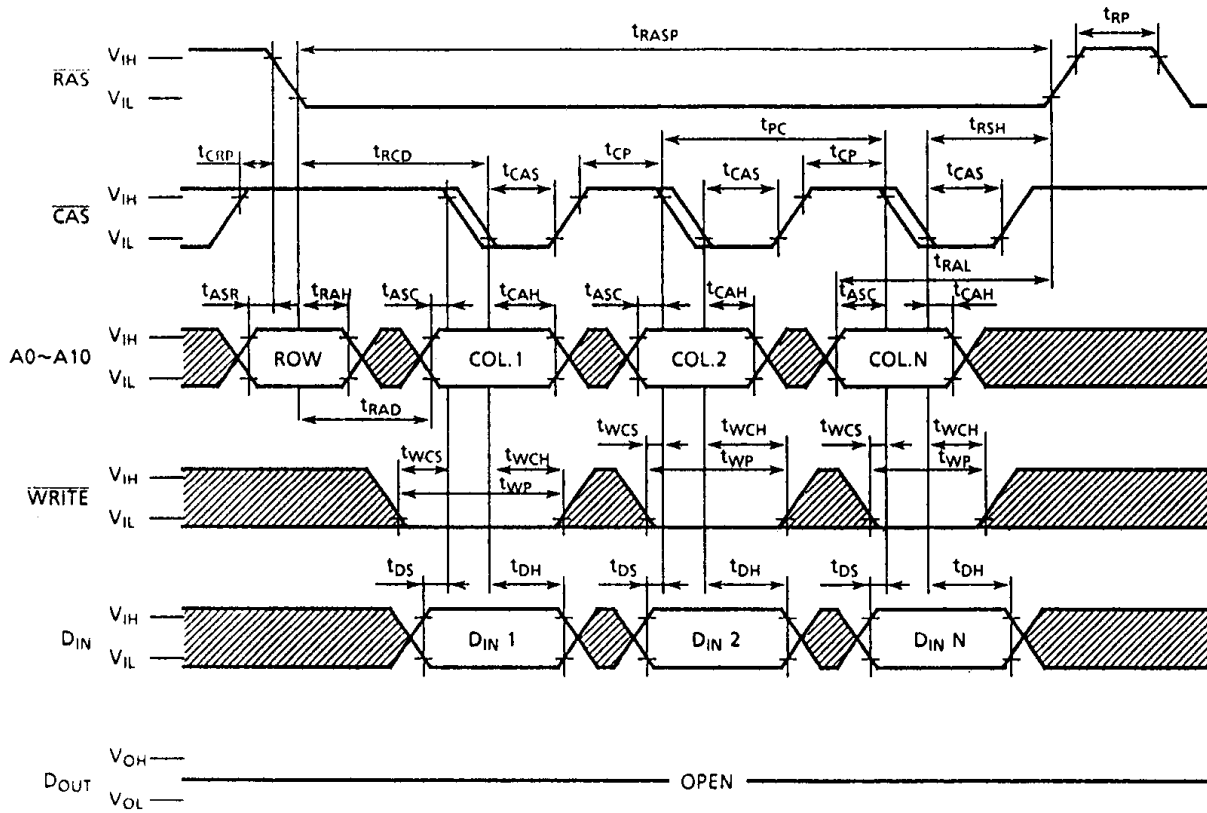 tRASP
tRP
RAS
VIH
VIL
tCRP
tRCD
tCAS
tCP
tPC
tCAS
tCP
tRSH
tCAS
CAS
VIH
VIL
tRAL
tASR
tRAH
tASC
tCAH
tASC
tCAH
tASC
tCAH
A0~A10
VIH
VIL
ROW
COL.1
COL.2
COL.N
tRAD
tWCS
tWCH
tWP
tWCS
tWCH
tWP
tWCS
tWCH
tWP
WRITE
VIH
VIL
tDS
tDH
tDS
tDH
tDS
tDH
DIN
VIH
VIL
DIN 1
DIN 2
DIN N
DOUT
VOH
VOL
OPEN